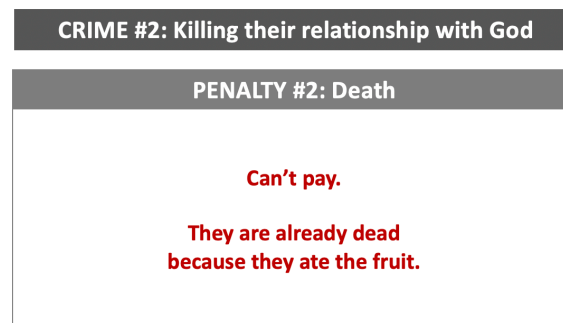 CRIME #2: Killing their relationship with God
PENALTY #2: Death
Can’t pay.
They are already dead
because they ate the fruit.